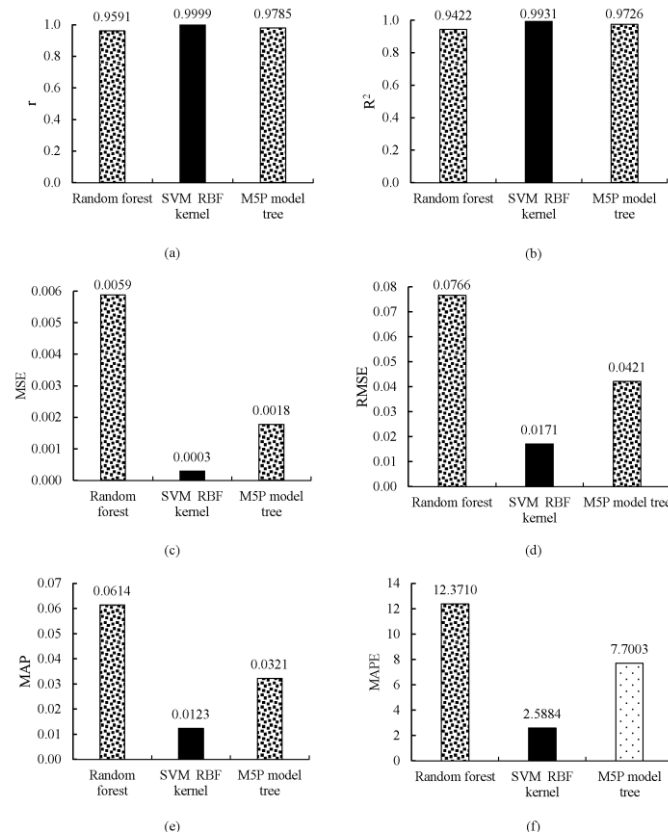 0.9591
0.9999
0.9785
1.0
0.8
0.6
0.4
0.2
0.0
r
Random forest
SVM RBF
kernel
M5P model
tree
(a)
0.9422
0.9931
0.9726
1.0
0.8
0.6
0.4
0.2
0.0
R²
Random forest
SVM RBF
kernel
M5P model
tree
(b)
0.006
0.005
0.004
0.003
0.002
0.001
0.000
MSE
0.0059
0.0003
0.0018
Random
forest
SVM RBF
kernel
M5P model
tree
(c)
0.08
0.07
0.06
0.05
0.04
0.03
0.02
0.01
0.00
RMSE
0.0766
0.0171
0.0421
Random forest
SVM RBF
kernel
M5P model tree
(d)
0.07
0.06
0.05
0.04
0.03
0.02
0.01
0.00
MAP
0.0614
0.0123
0.0321
Random
forest
SVM RBF
kernel
M5P model
tree
(e)
14
12
10
8
6
4
2
0
MAPE
12.3710
2.5884
7.7003
Random forest
SVM RBF
kernel
M5P model
tree
(f)